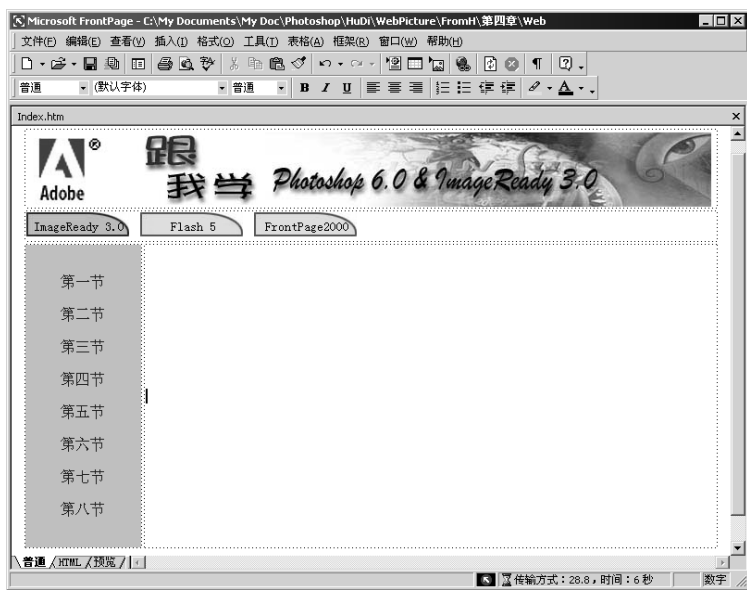 Microsoft FrontPage - C:\My Documents\My Doc\Photoshop\HuDi\WebPicture\FromH\第四章\Web
文件(F) 编辑(E) 查看(V) 插入(I) 格式(O) 工具(T) 表格(A) 框架(R) 窗口(W) 帮助(H)
普通 (默认字体) 普通 B I U A
Index.htm
Adobe®
跟
我学 Photoshop 6.0 & ImageReady 3.0
ImageReady 3.0 Flash 5 FrontPage2000
第一节
第二节
第三节
第四节
第五节
第六节
第七节
第八节
普通 HTML 预览
传输方式：28.8，时间：6秒 数字